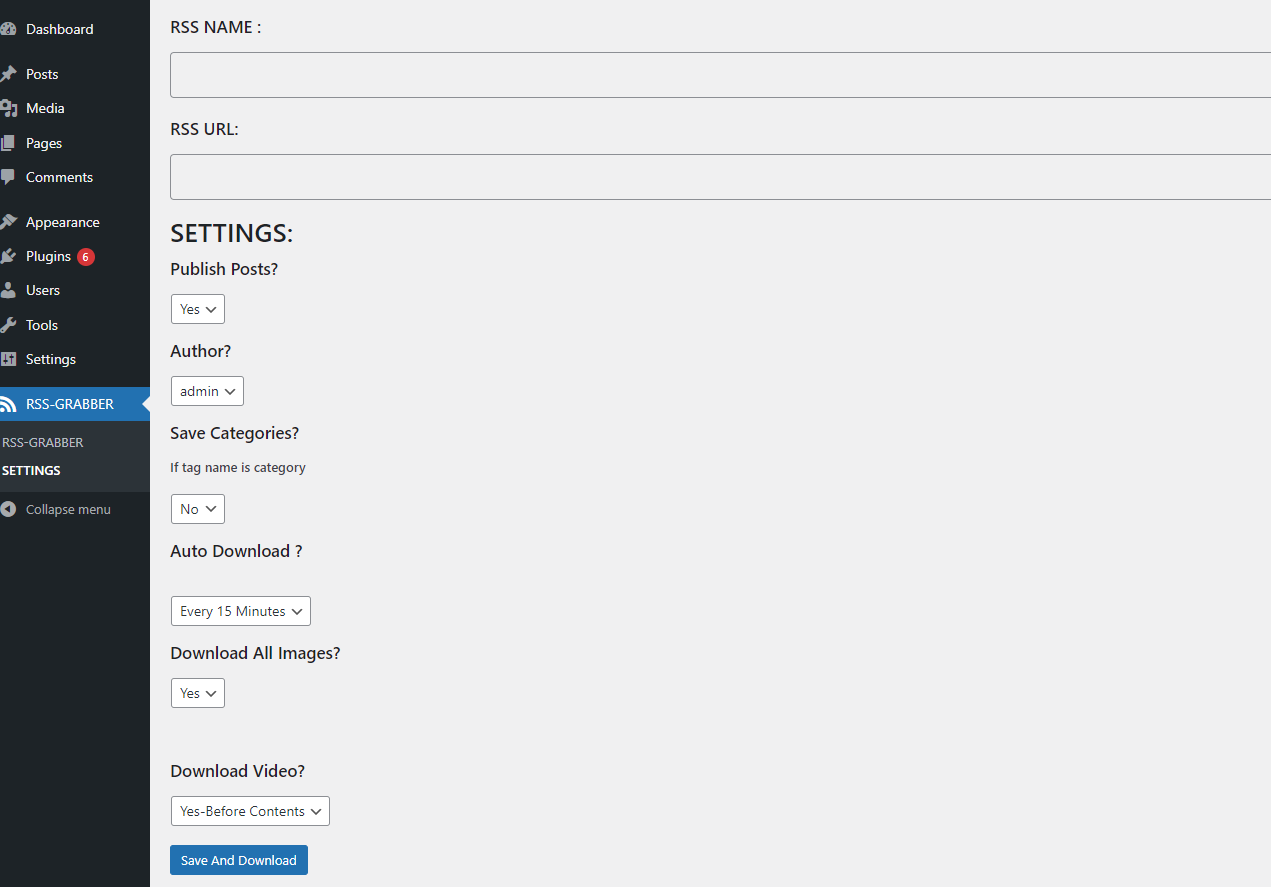 Dashboard
Posts
Media
Pages
Comments
Appearance
Plugins 6
Users
Tools
Settings
RSS-GRABBER
RSS-GRABBER
SETTINGS
Collapse menu
RSS NAME :
RSS URL:
SETTINGS:
Publish Posts?
Yes
Author?
admin
Save Categories?
If tag name is category
No
Auto Download ?
Every 15 Minutes
Download All Images?
Yes
Download Video?
Yes-Before Contents
Save And Download